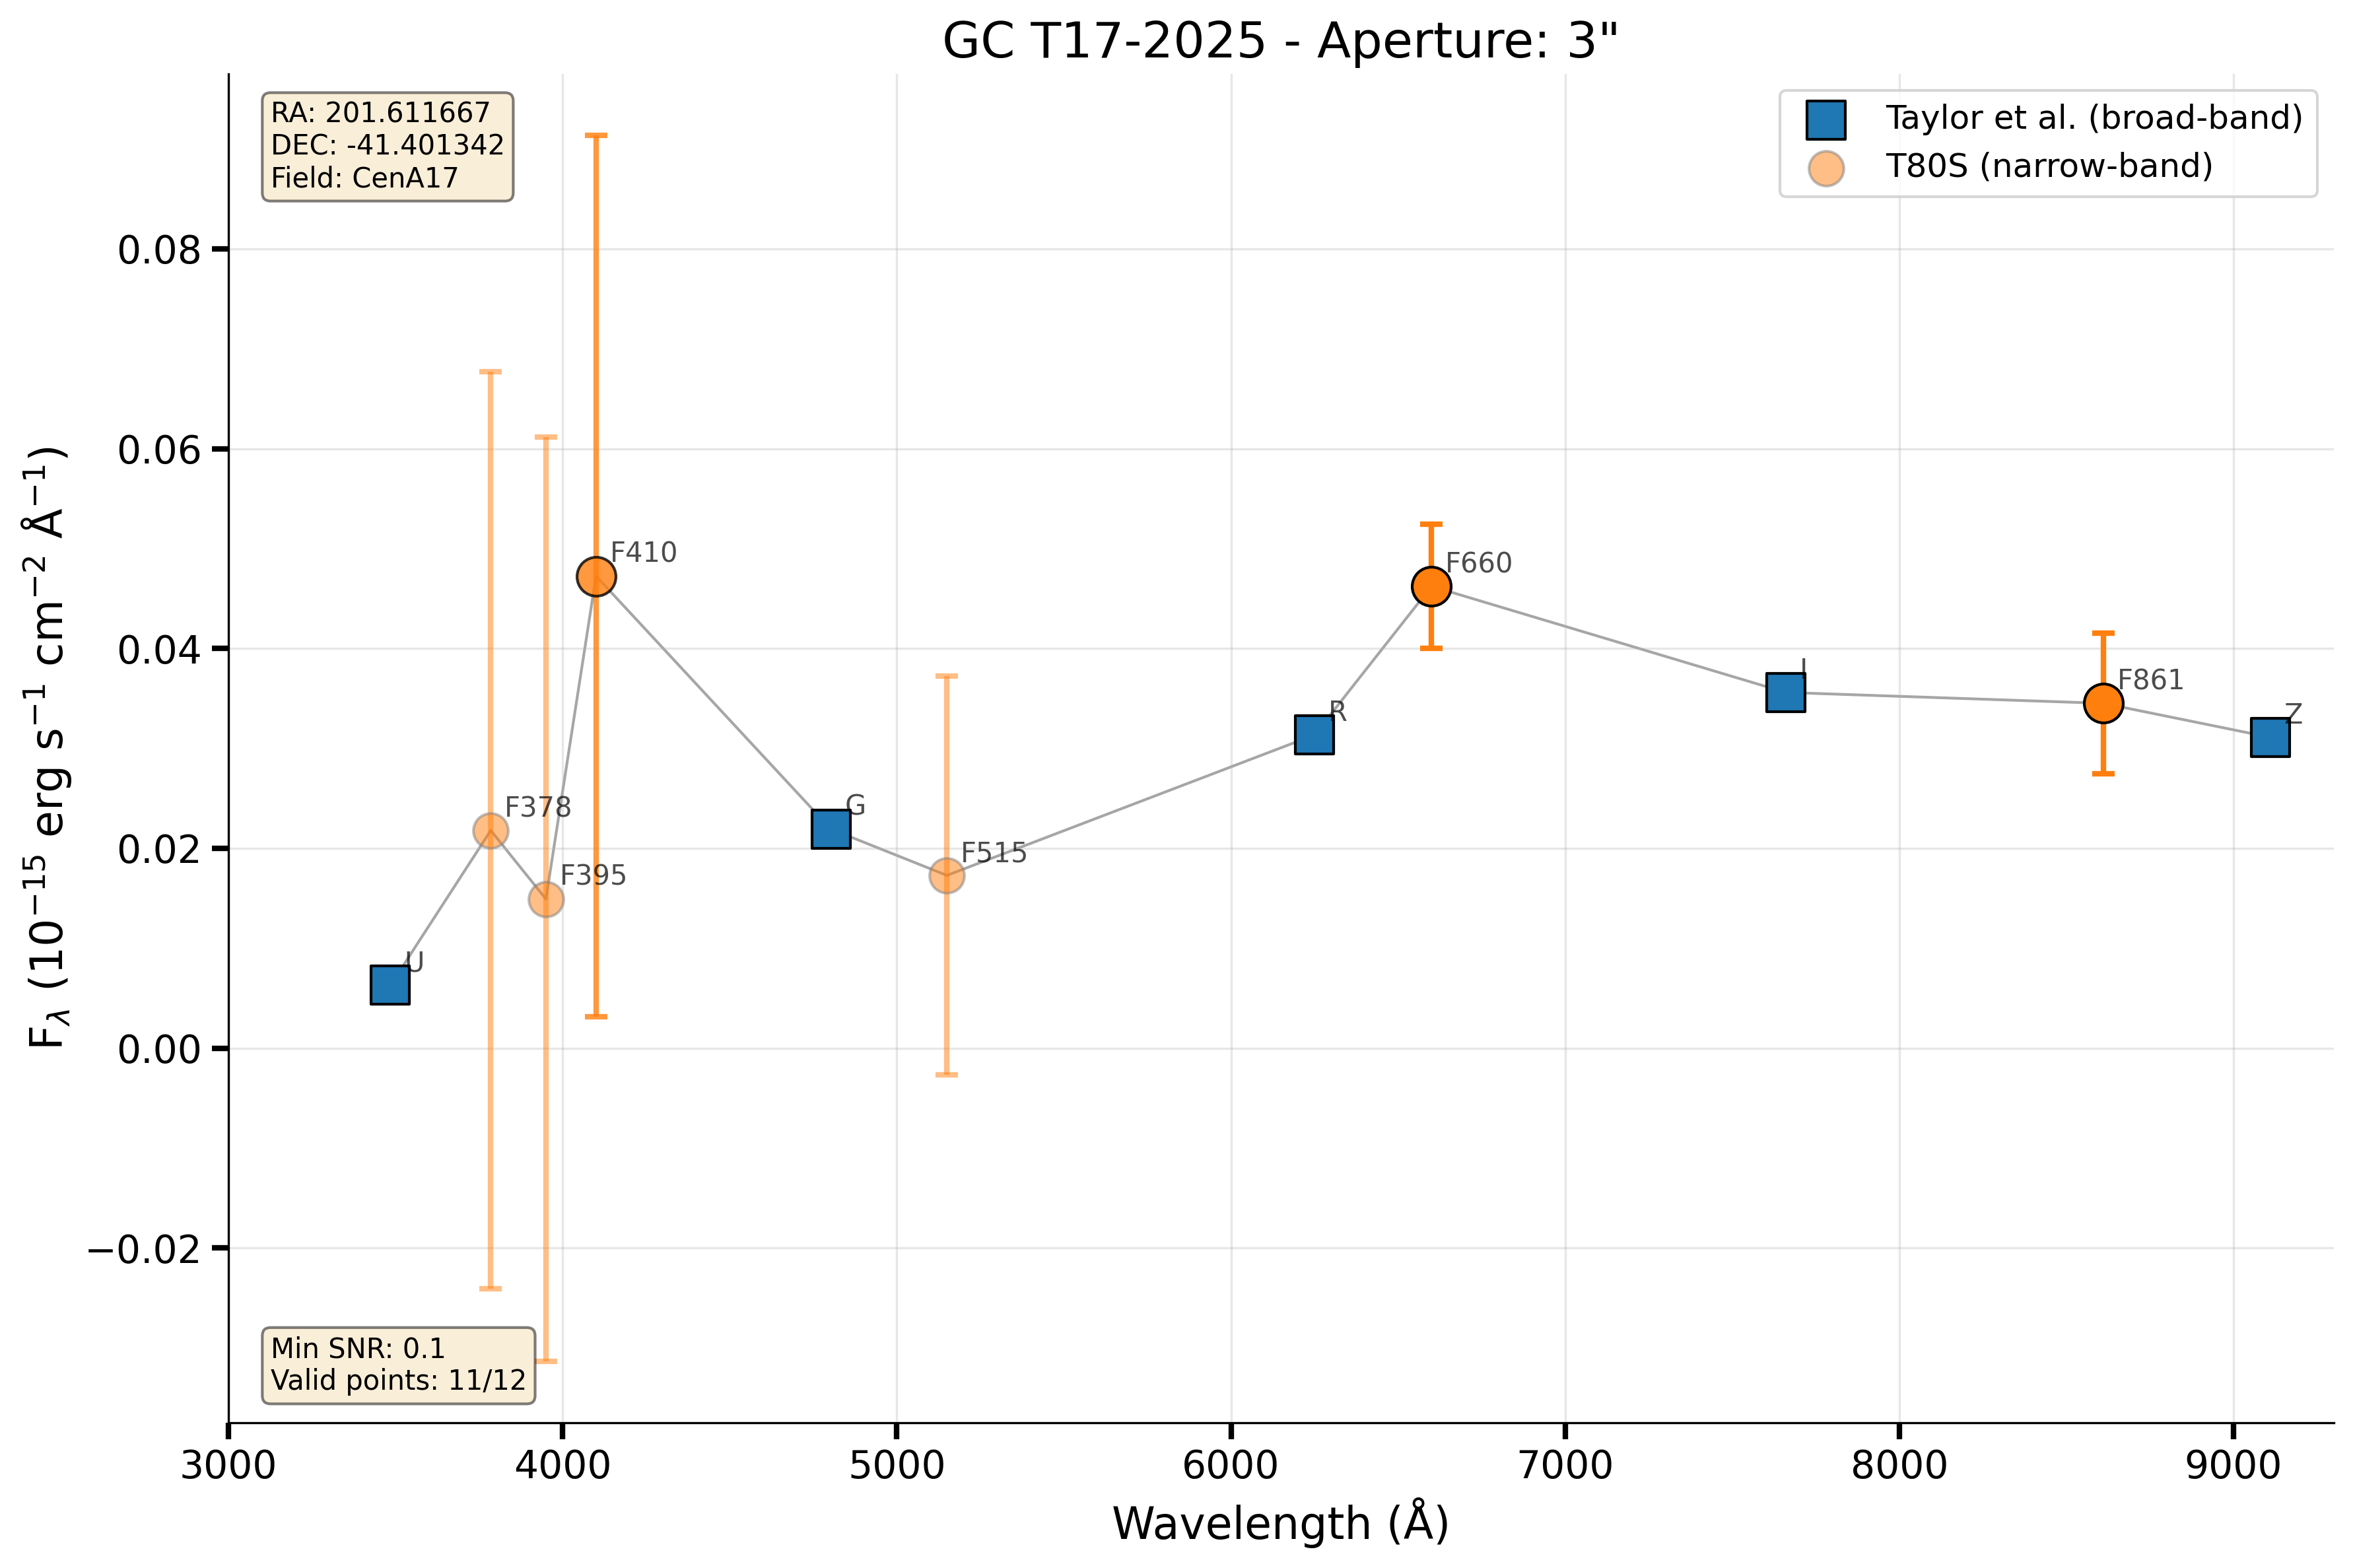 GC T17-2025 - Aperture: 3"
RA: 201.611667
DEC: -41.401342
Field: CenA17
Taylor et al. (broad-band)
T80S (narrow-band)
F$_λ$ (10$^{−15}$ erg s$^{−1}$ cm$^{−2}$ Å$^{−1}$)
0.08
0.06
0.04
0.02
0.00
−0.02
U
F378
F395
F410
G
F515
R
F660
I
F861
Z
Min SNR: 0.1
Valid points: 11/12
3000 4000 5000 6000 7000 8000 9000
Wavelength (Å)